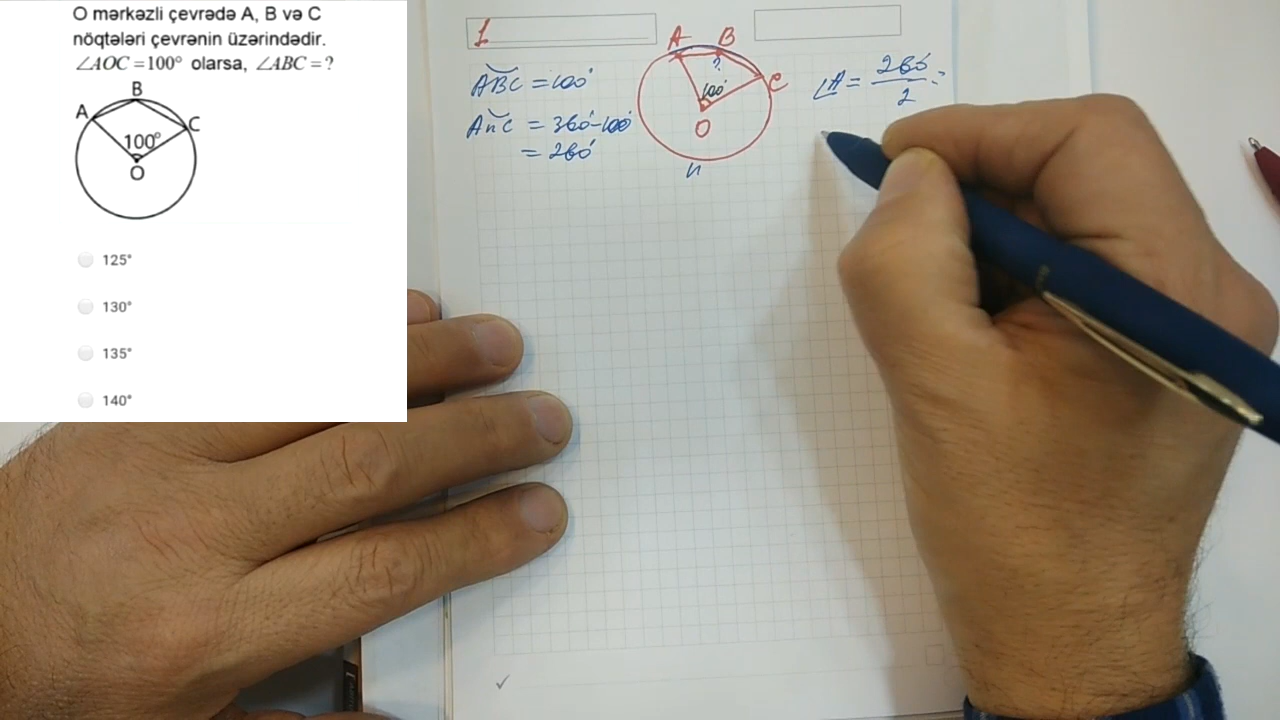 O mərkəzli çevrədə A, B və C
nöqtələri çevrənin üzərindədir.
∠AOC = 100° olarsa, ∠ABC = ?
B
A
C
100°
O
125°
130°
135°
140°
1
ABC = 100°
AnC = 360° - 100°
= 260°
A
B
?
C
100°
O
n
∠A = 260° / 2 =